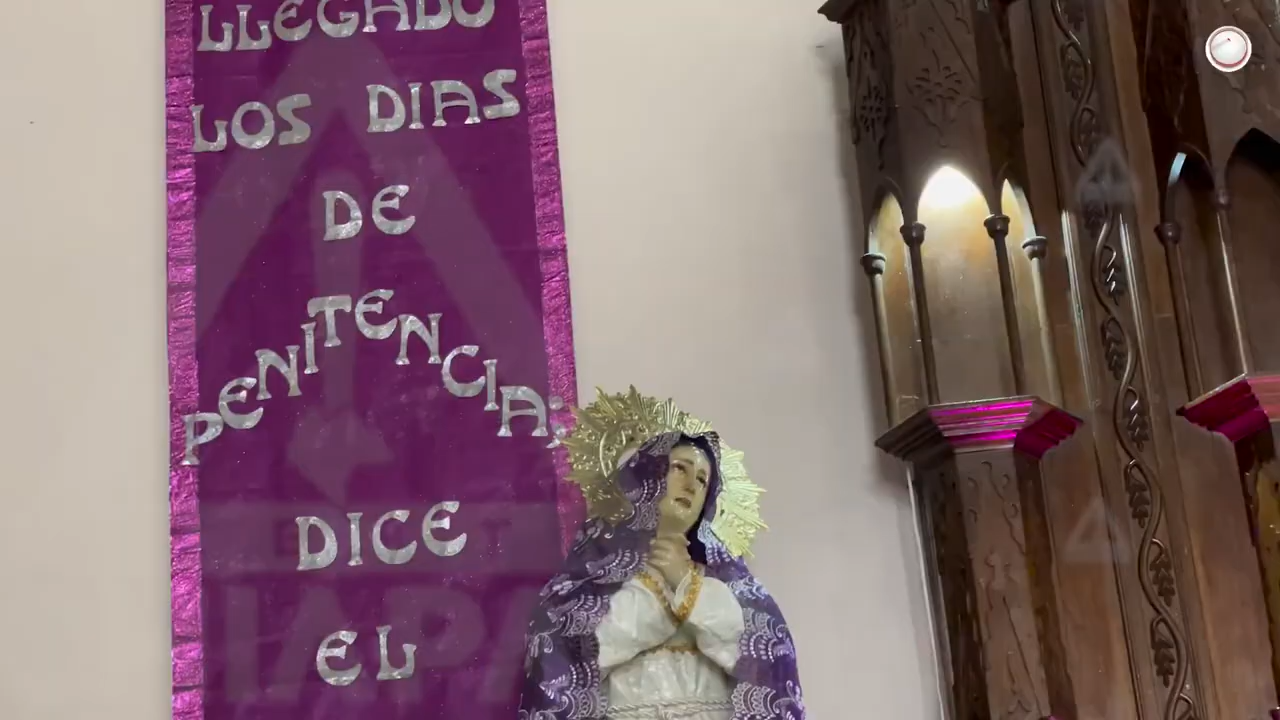 LLEGADO
LOS DIAS
DE
PENITENCIA;
DICE
EL